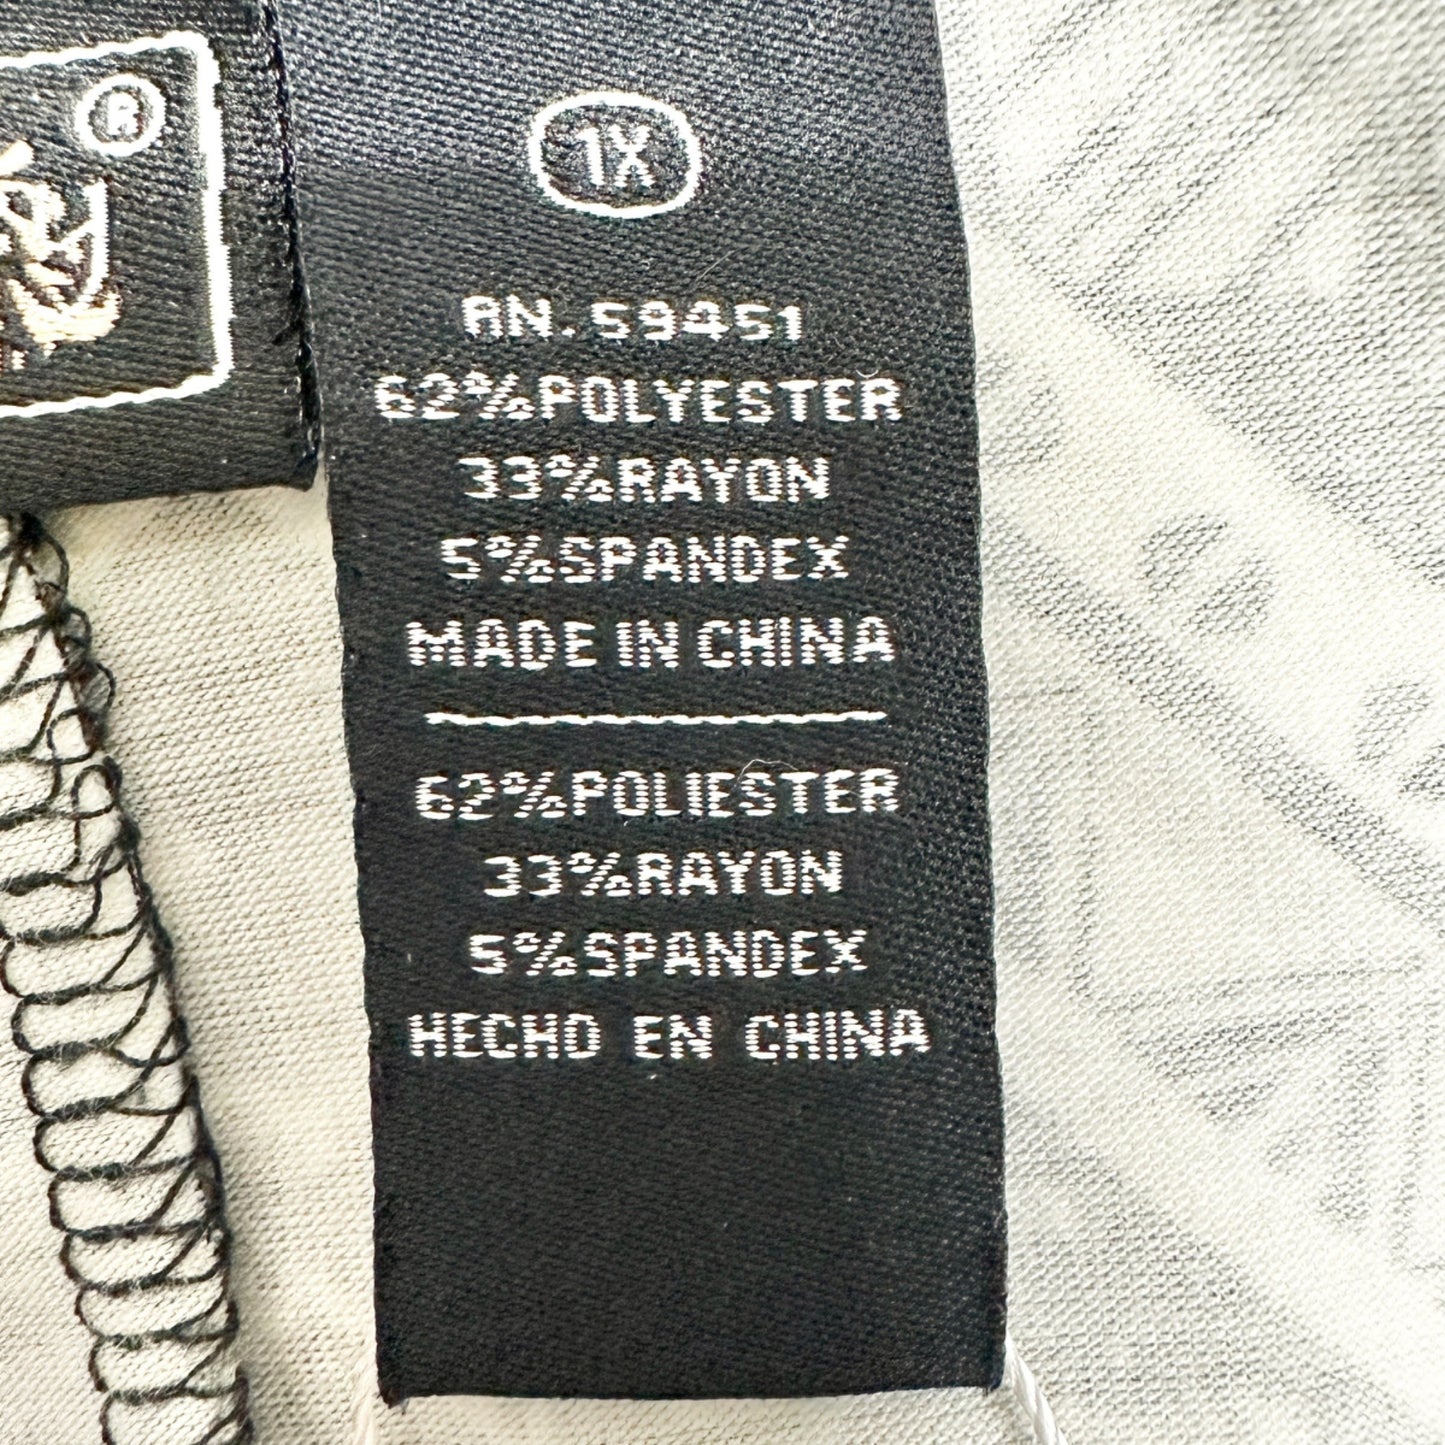 ®
1X
RN.59451
62%POLYESTER
33%RAYON
5%SPANDEX
MADE IN CHINA
62%POLIESTER
33%RAYON
5%SPANDEX
HECHO EN CHINA